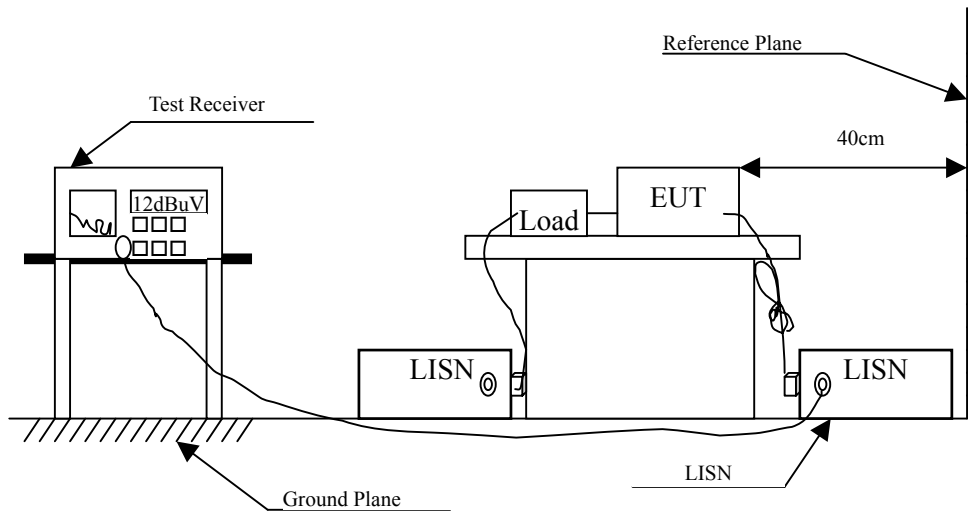 Reference Plane
Test Receiver
40cm
12dBuV
Load
EUT
LISN
LISN
LISN
Ground Plane